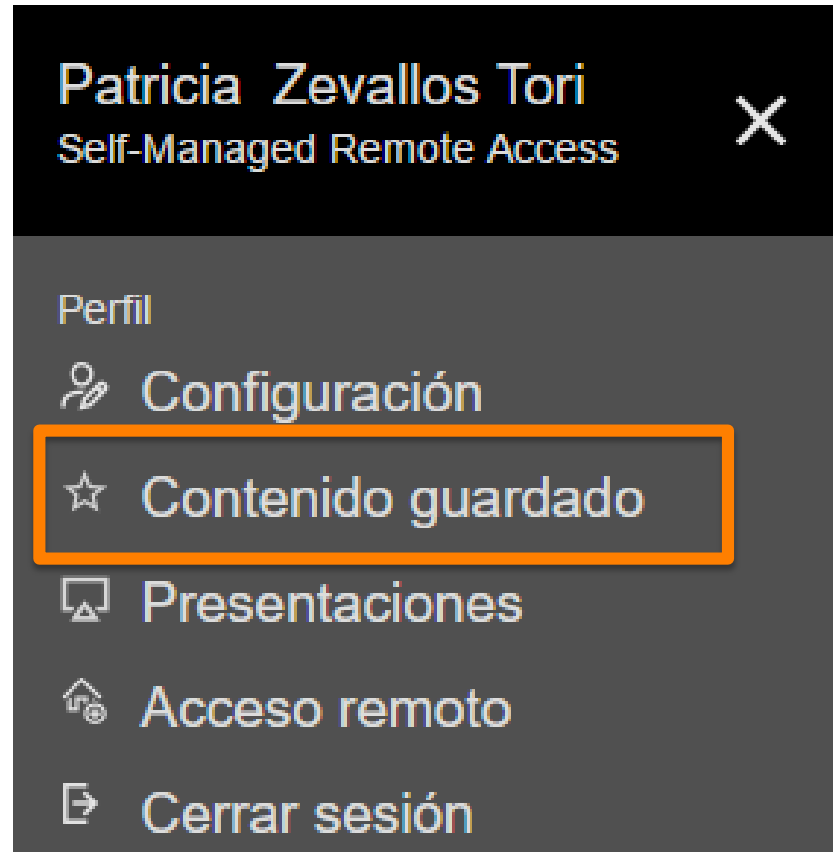 Patricia Zevallos Tori
Self-Managed Remote Access
Perfil
Configuración
Contenido guardado
Presentaciones
Acceso remoto
Cerrar sesión